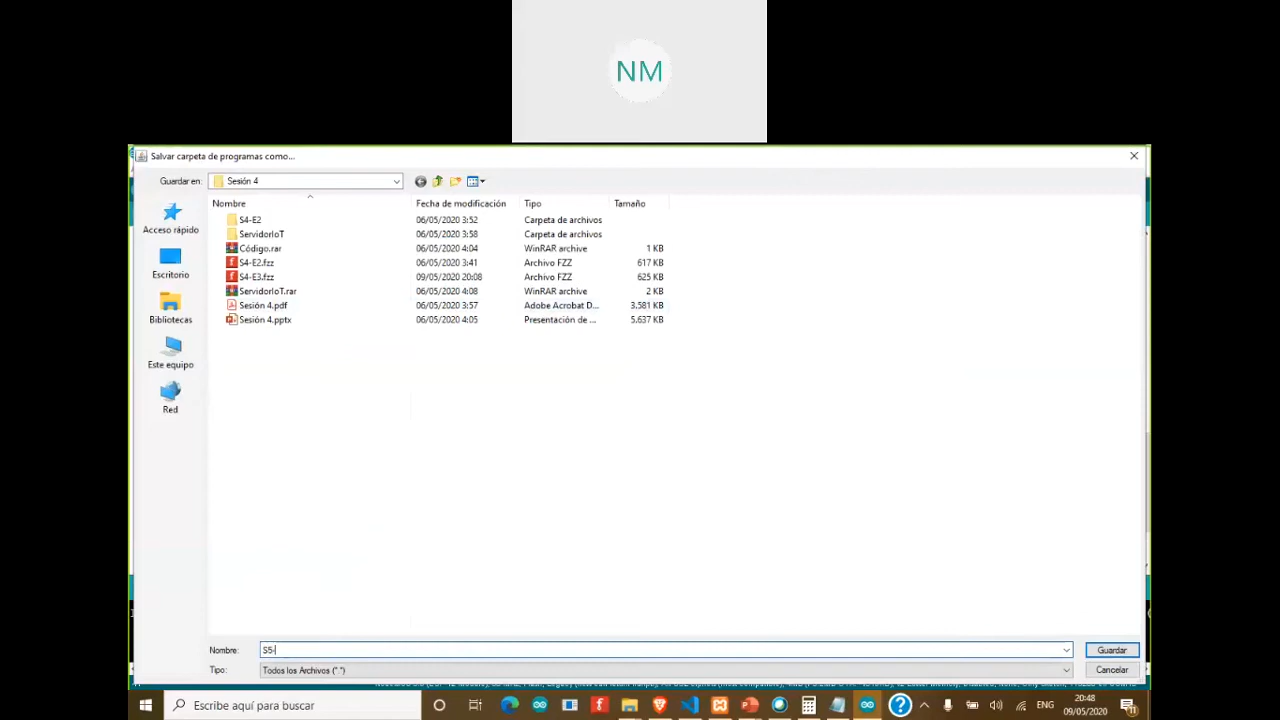 NM
Salvar carpeta de programas como...
Guardar en: Sesión 4
Nombre Fecha de modificación Tipo Tamaño
S4-E2 06/05/2020 3:52 Carpeta de archivos
ServidorIoT 06/05/2020 3:58 Carpeta de archivos
Código.rar 06/05/2020 4:04 WinRAR archive 1 KB
S4-E2.fzz 06/05/2020 3:41 Archivo FZZ 617 KB
S4-E3.fzz 09/05/2020 20:08 Archivo FZZ 625 KB
ServidorIoT.rar 06/05/2020 4:08 WinRAR archive 2 KB
Sesión 4.pdf 06/05/2020 3:57 Adobe Acrobat D... 3.581 KB
Sesión 4.pptx 06/05/2020 4:05 Presentación de ... 5.637 KB
Acceso rápido
Escritorio
Bibliotecas
Este equipo
Red
Nombre: S5-
Guardar
Tipo: Todos los Archivos (*.*)
Cancelar
Escribe aquí para buscar
ENG
20:48
09/05/2020
11